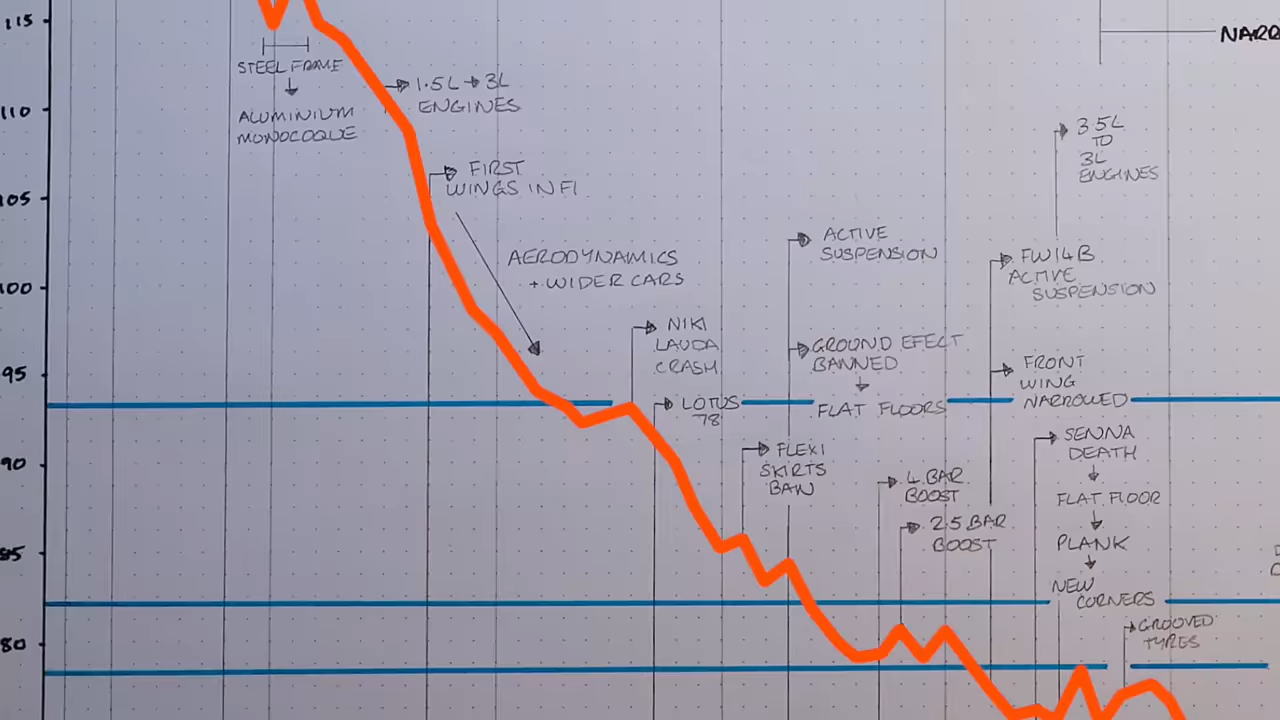 115
110
105
100
95
90
85
80
STEEL FRAME
ALUMINIUM
MONOCOQUE
1.5L → 3L
ENGINES
FIRST
WINGS IN F1
AERODYNAMICS
+ WIDER CARS
NIKI
LAUDA
CRASH
LOTUS
78
FLEXI
SKIRTS
BAN
ACTIVE
SUSPENSION
GROUND EFFECT
BANNED
FLAT FLOORS
4 BAR
BOOST
2.5 BAR
BOOST
FW14B
ACTIVE
SUSPENSION
FRONT
WING
NARROWED
3.5L
TO
3L
ENGINES
SENNA
DEATH
FLAT FLOOR
PLANK
NEW
CORNERS
GROOVED
TYRES